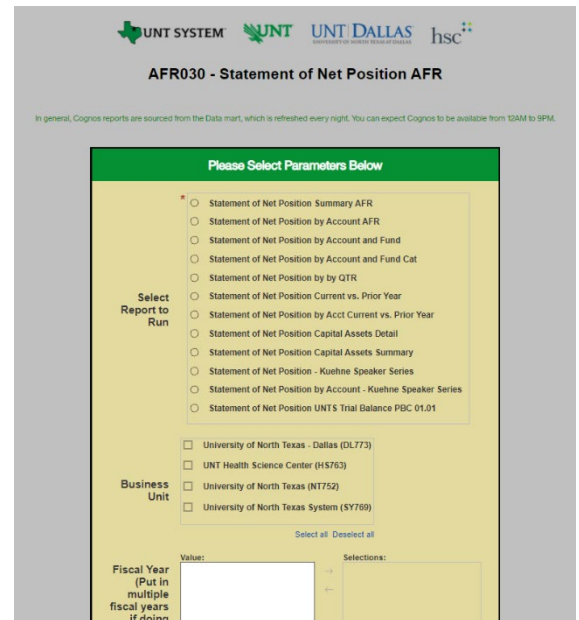 UNT SYSTEM UNT UNT DALLAS hsc
UNIVERSITY OF NORTH TEXAS AT DALLAS
AFR030 - Statement of Net Position AFR
In general, Cognos reports are sourced from the Data mart, which is refreshed every night. You can expect Cognos to be available from 12AM to 9PM.
Please Select Parameters Below
Select
Report to
Run
*
Statement of Net Position Summary AFR
Statement of Net Position by Account AFR
Statement of Net Position by Account and Fund
Statement of Net Position by Account and Fund Cat
Statement of Net Position by by QTR
Statement of Net Position Current vs. Prior Year
Statement of Net Position by Acct Current vs. Prior Year
Statement of Net Position Capital Assets Detail
Statement of Net Position Capital Assets Summary
Statement of Net Position - Kuehne Speaker Series
Statement of Net Position by Account - Kuehne Speaker Series
Statement of Net Position UNTS Trial Balance PBC 01.01
Business
Unit
University of North Texas - Dallas (DL773)
UNT Health Science Center (HS763)
University of North Texas (NT752)
University of North Texas System (SY769)
Select all Deselect all
Fiscal Year
(Put in
multiple
fiscal years
if doing
Value:
Selections: